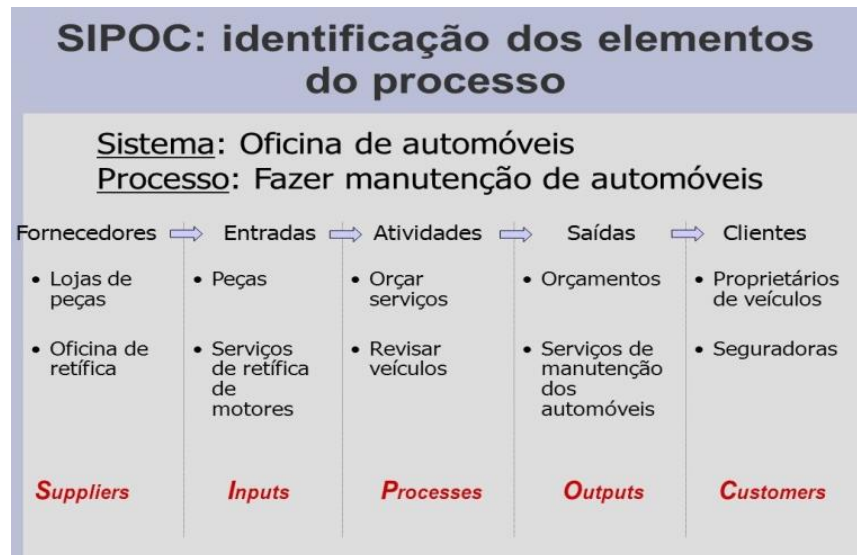 SIPOC: identificação dos elementos
do processo
Sistema: Oficina de automóveis
Processo: Fazer manutenção de automóveis
Fornecedores
Entradas
Atividades
Saídas
Clientes
• Lojas de
peças
• Peças
• Orçar
serviços
• Orçamentos
• Proprietários
de veículos
• Oficina de
retífica
• Serviços
de retífica
de
motores
• Revisar
veículos
• Serviços de
manutenção
dos
automóveis
• Seguradoras
Suppliers
Inputs
Processes
Outputs
Customers